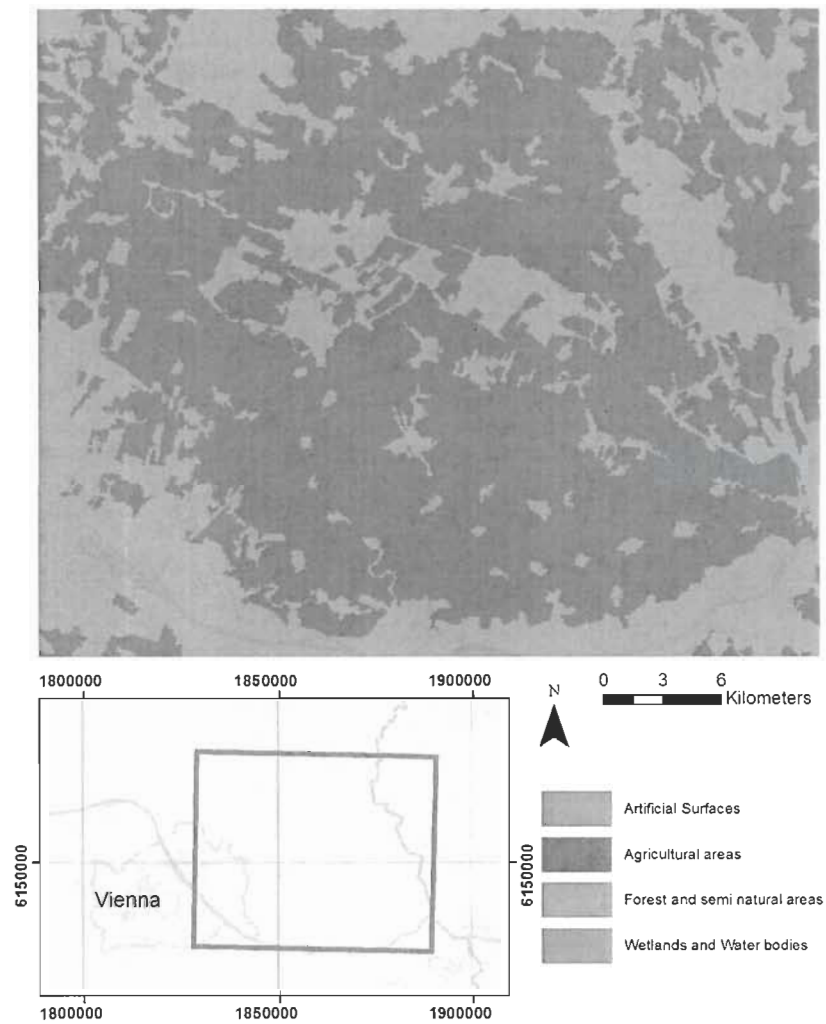 1800000 1850000 1900000
N
0 3 6
Kilometers
6150000
6150000
Vienna
1800000 1850000 1900000
Artificial Surfaces
Agricultural areas
Forest and semi natural areas
Wetlands and Water bodies